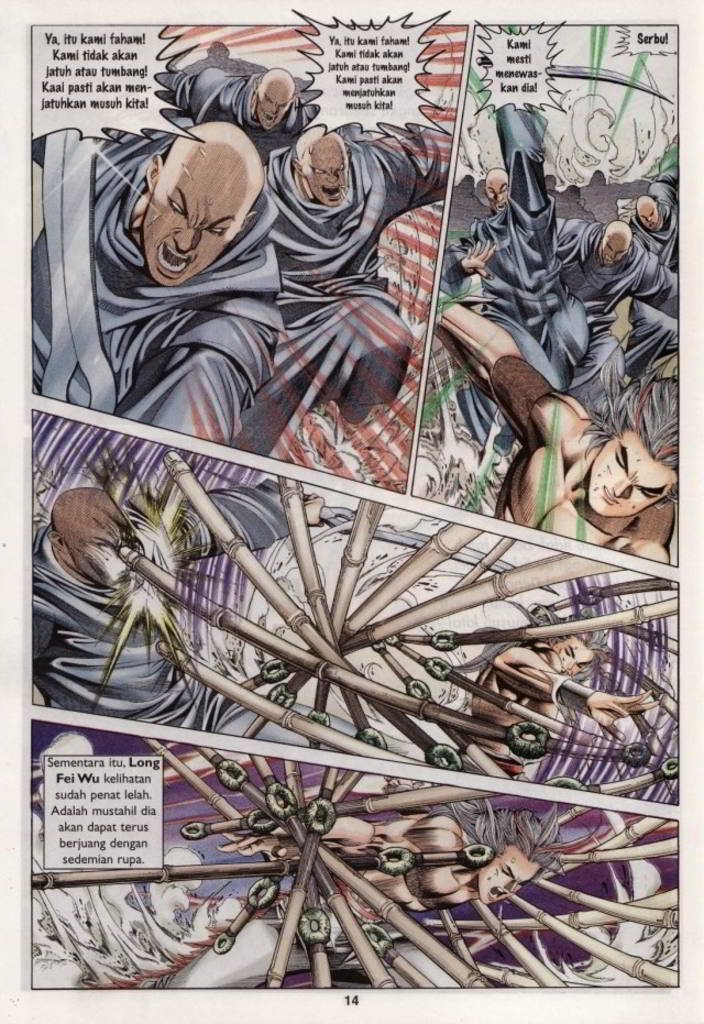 Ya, itu kami faham!
Kami tidak akan
jatuh atau tumbang!
Kaai pasti akan men-
jatuhkan musuh kita!
Ya, itu kami faham!
Kami tidak akan
jatuh atau tumbang!
Kami pasti akan
menjatuhkan
musuh kita!
Kami
mesti
menewas-
kan dia!
Serbu!
Sementara itu, Long
Fei Wu kelihatan
sudah penat lelah.
Adalah mustahil dia
akan dapat terus
berjuang dengan
sedemian rupa.
14